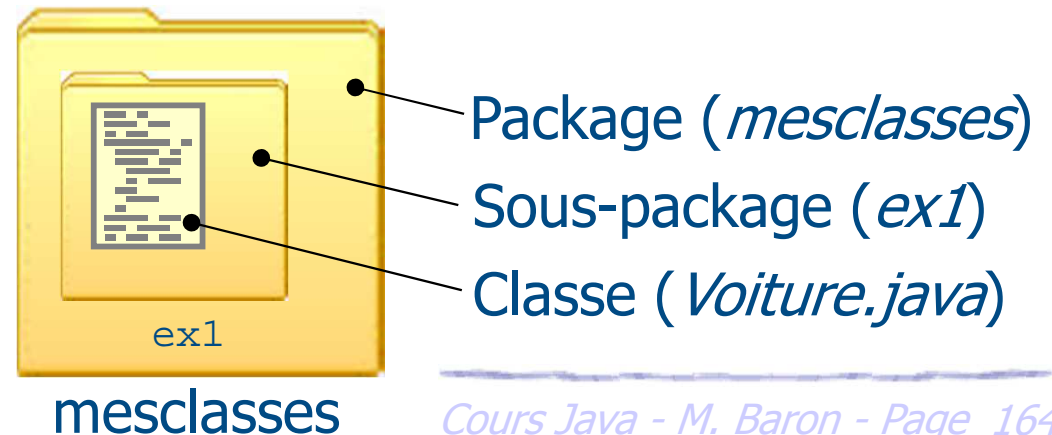 Package (mesclasses)
Sous-package (ex1)
Classe (Voiture.java)
ex1
mesclasses
Cours Java - M. Baron - Page 164